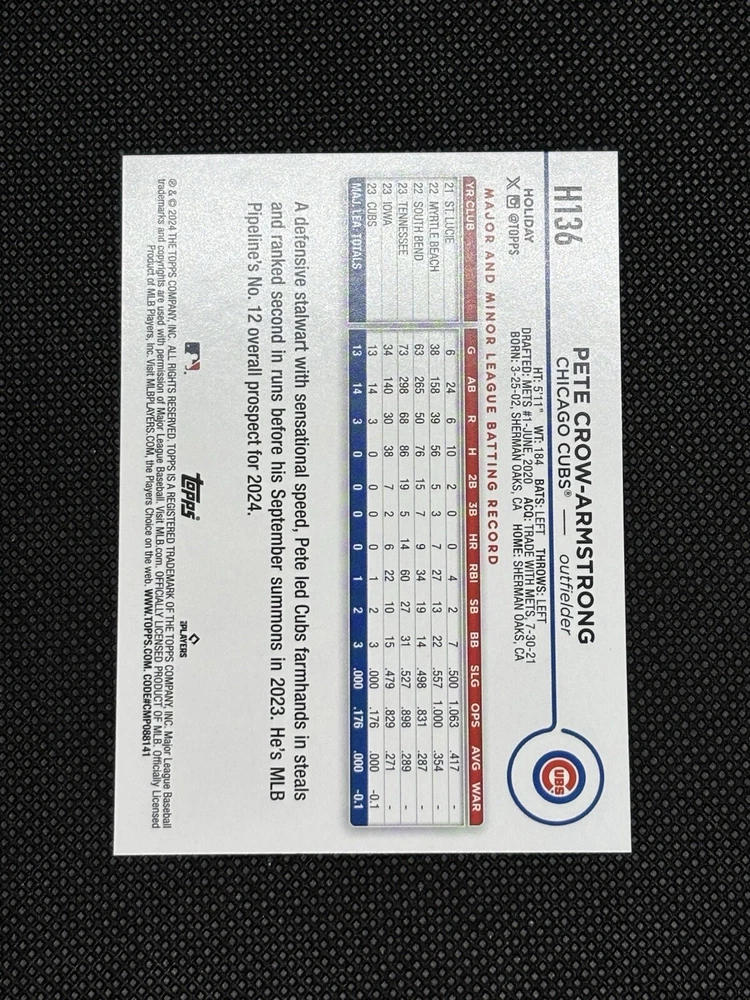 H136
PETE CROW-ARMSTRONG
CHICAGO CUBS® — outfielder
HOLIDAY
@TOPPS
HT: 5'11" WT: 184 BATS: LEFT THROWS: LEFT
DRAFTED: METS #1-JUNE, 2020 ACQ: TRADE WITH METS, 7-30-21
BORN: 3-25-02, SHERMAN OAKS, CA HOME: SHERMAN OAKS, CA
CUBS
MAJOR AND MINOR LEAGUE BATTING RECORD
YR CLUB G AB R H 2B 3B HR RBI SB BB SLG OPS AVG WAR
21 ST. LUCIE 6 24 6 10 2 0 0 4 2 7 .500 1.063 .417 -
22 MYRTLE BEACH 38 158 39 56 5 3 7 27 13 22 .557 1.000 .354 -
22 SOUTH BEND 63 265 50 76 15 7 9 34 19 14 .498 .831 .287 -
23 TENNESSEE 73 298 68 86 19 5 14 60 27 31 .527 .898 .289 -
23 IOWA 34 140 30 38 7 2 6 22 10 15 .479 .829 .271 -
23 CUBS 13 14 3 0 0 0 0 1 2 3 .000 .176 .000 -0.1
MAJ. LEA. TOTALS 13 14 3 0 0 0 0 1 2 3 .000 .176 .000 -0.1
A defensive stalwart with sensational speed, Pete led Cubs farmhands in steals
and ranked second in runs before his September summons in 2023. He's MLB
Pipeline's No. 12 overall prospect for 2024.
topps®
PLAYERS
® & © 2024 THE TOPPS COMPANY, INC. ALL RIGHTS RESERVED. TOPPS IS A REGISTERED TRADEMARK OF THE TOPPS COMPANY, INC. Major League Baseball
trademarks and copyrights are used with permission of Major League Baseball. Visit MLB.com. OFFICIALLY LICENSED PRODUCT OF MLB. Officially Licensed
Product of MLB Players, Inc. Visit MLBPLAYERS.COM, the Players Choice on the web. WWW.TOPPS.COM. CODE#CMP088141